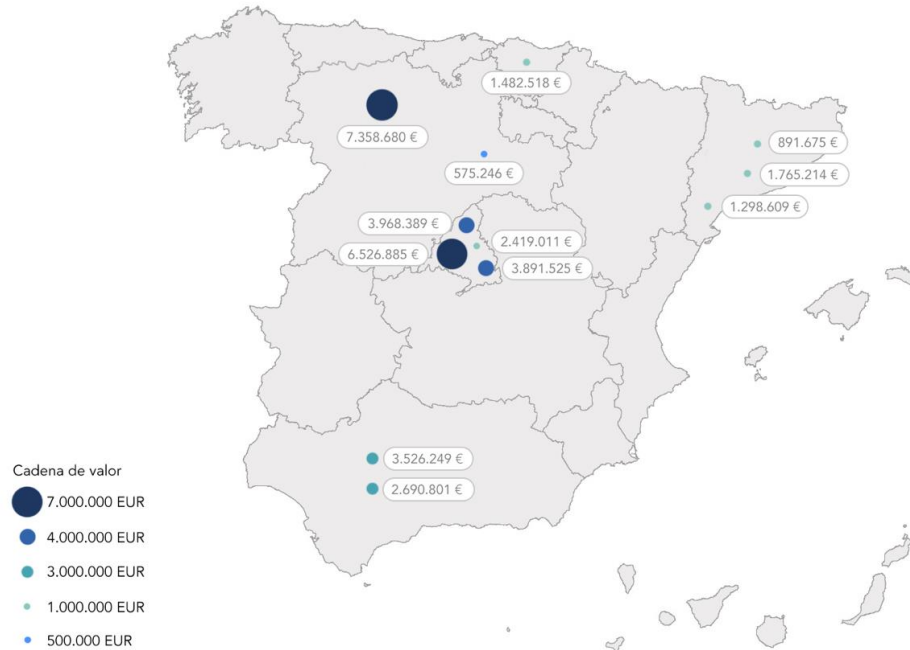 1.482.518 €
7.358.680 €
891.675 €
575.246 €
1.765.214 €
1.298.609 €
3.968.389 €
2.419.011 €
6.526.885 €
3.891.525 €
3.526.249 €
2.690.801 €
Cadena de valor
7.000.000 EUR
4.000.000 EUR
3.000.000 EUR
1.000.000 EUR
500.000 EUR